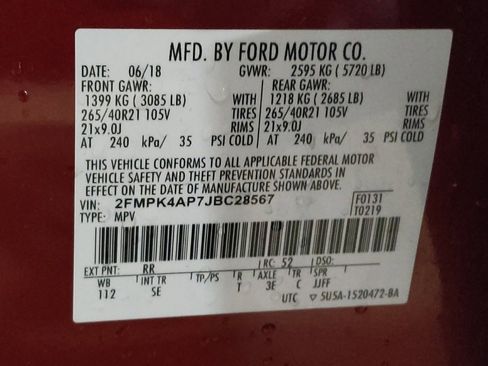 MFD. BY FORD MOTOR CO.
DATE: 06/18 GVWR: 2595 KG ( 5720 LB)
FRONT GAWR: REAR GAWR:
1399 KG ( 3085 LB) WITH 1218 KG ( 2685 LB) WITH
265/40R21 105V TIRES 265/40R21 105V TIRES
21x9.0J RIMS 21x9.0J RIMS
AT 240 kPa/ 35 PSI COLD AT 240 kPa/ 35 PSI COLD
THIS VEHICLE CONFORMS TO ALL APPLICABLE FEDERAL MOTOR
VEHICLE SAFETY AND THEFT PREVENTION STANDARDS IN
EFFECT ON THE DATE OF MANUFACTURE SHOWN ABOVE.
VIN: 2FMPK4AP7JBC28567 F0131
TYPE: MPV T0219
EXT PNT: RR RC: 52 DSO:
WB INT TR TP/PS R AXLE TR SPR
112 SE T 3E C JJFF
UTC ▽ 5U5A-1520472-BA